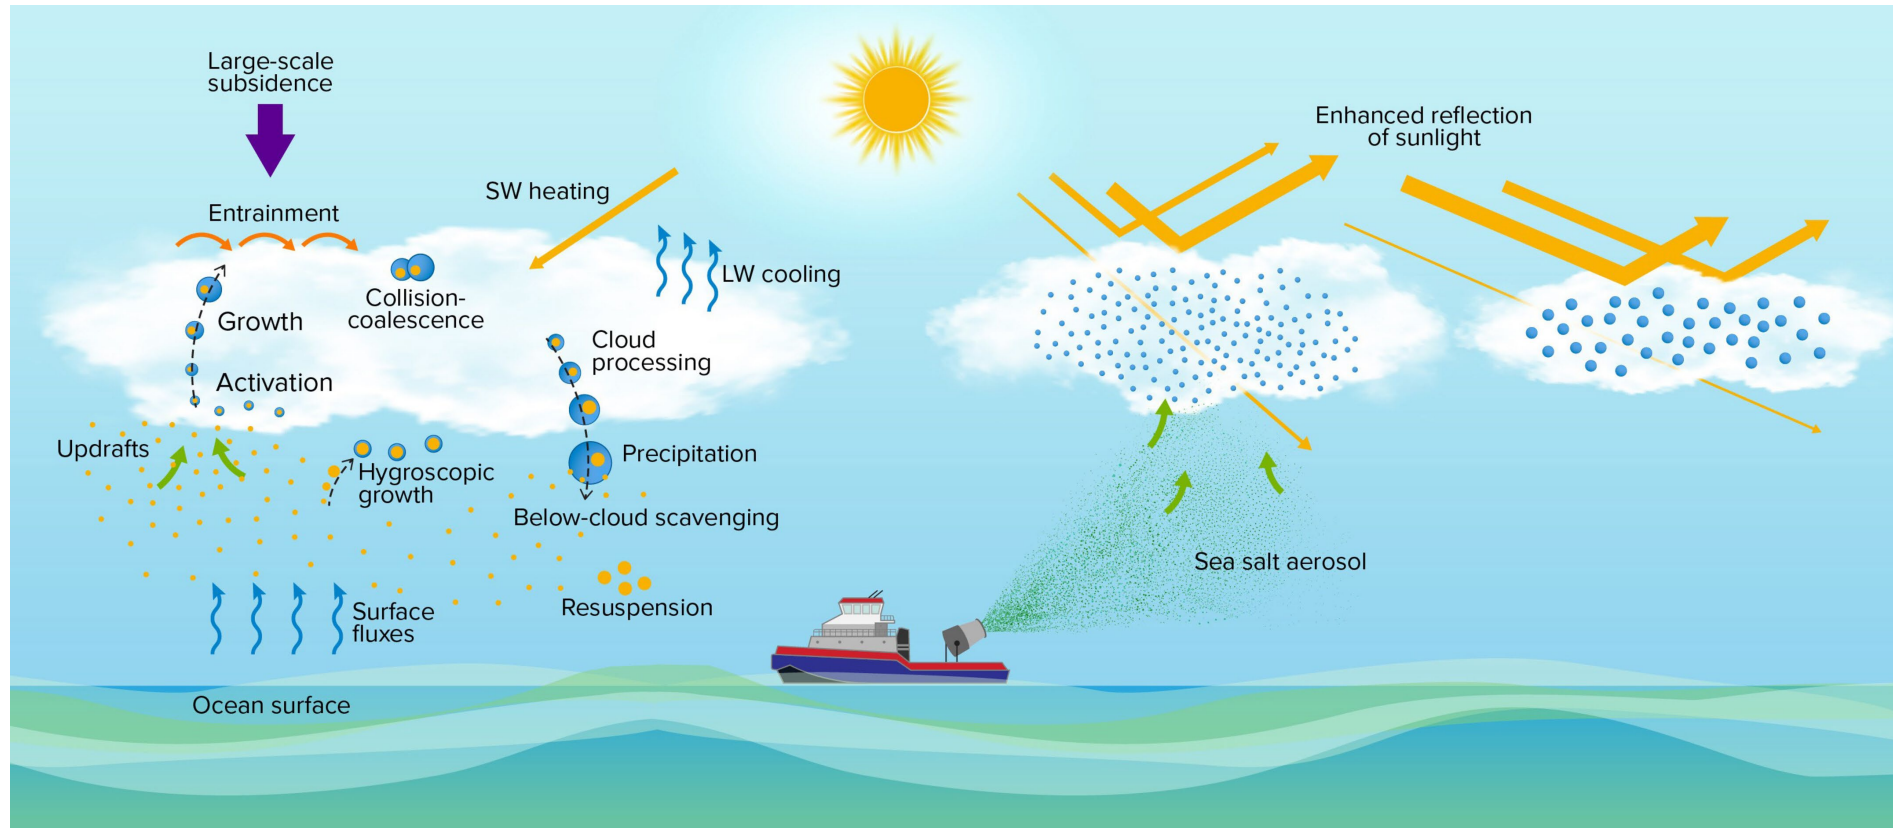 Large-scale
subsidence
Enhanced reflection
of sunlight
SW heating
Entrainment
LW cooling
Collision-
coalescence
Growth
Cloud
processing
Activation
Updrafts
Precipitation
Hygroscopic
growth
Below-cloud scavenging
Sea salt aerosol
Resuspension
Surface
fluxes
Ocean surface